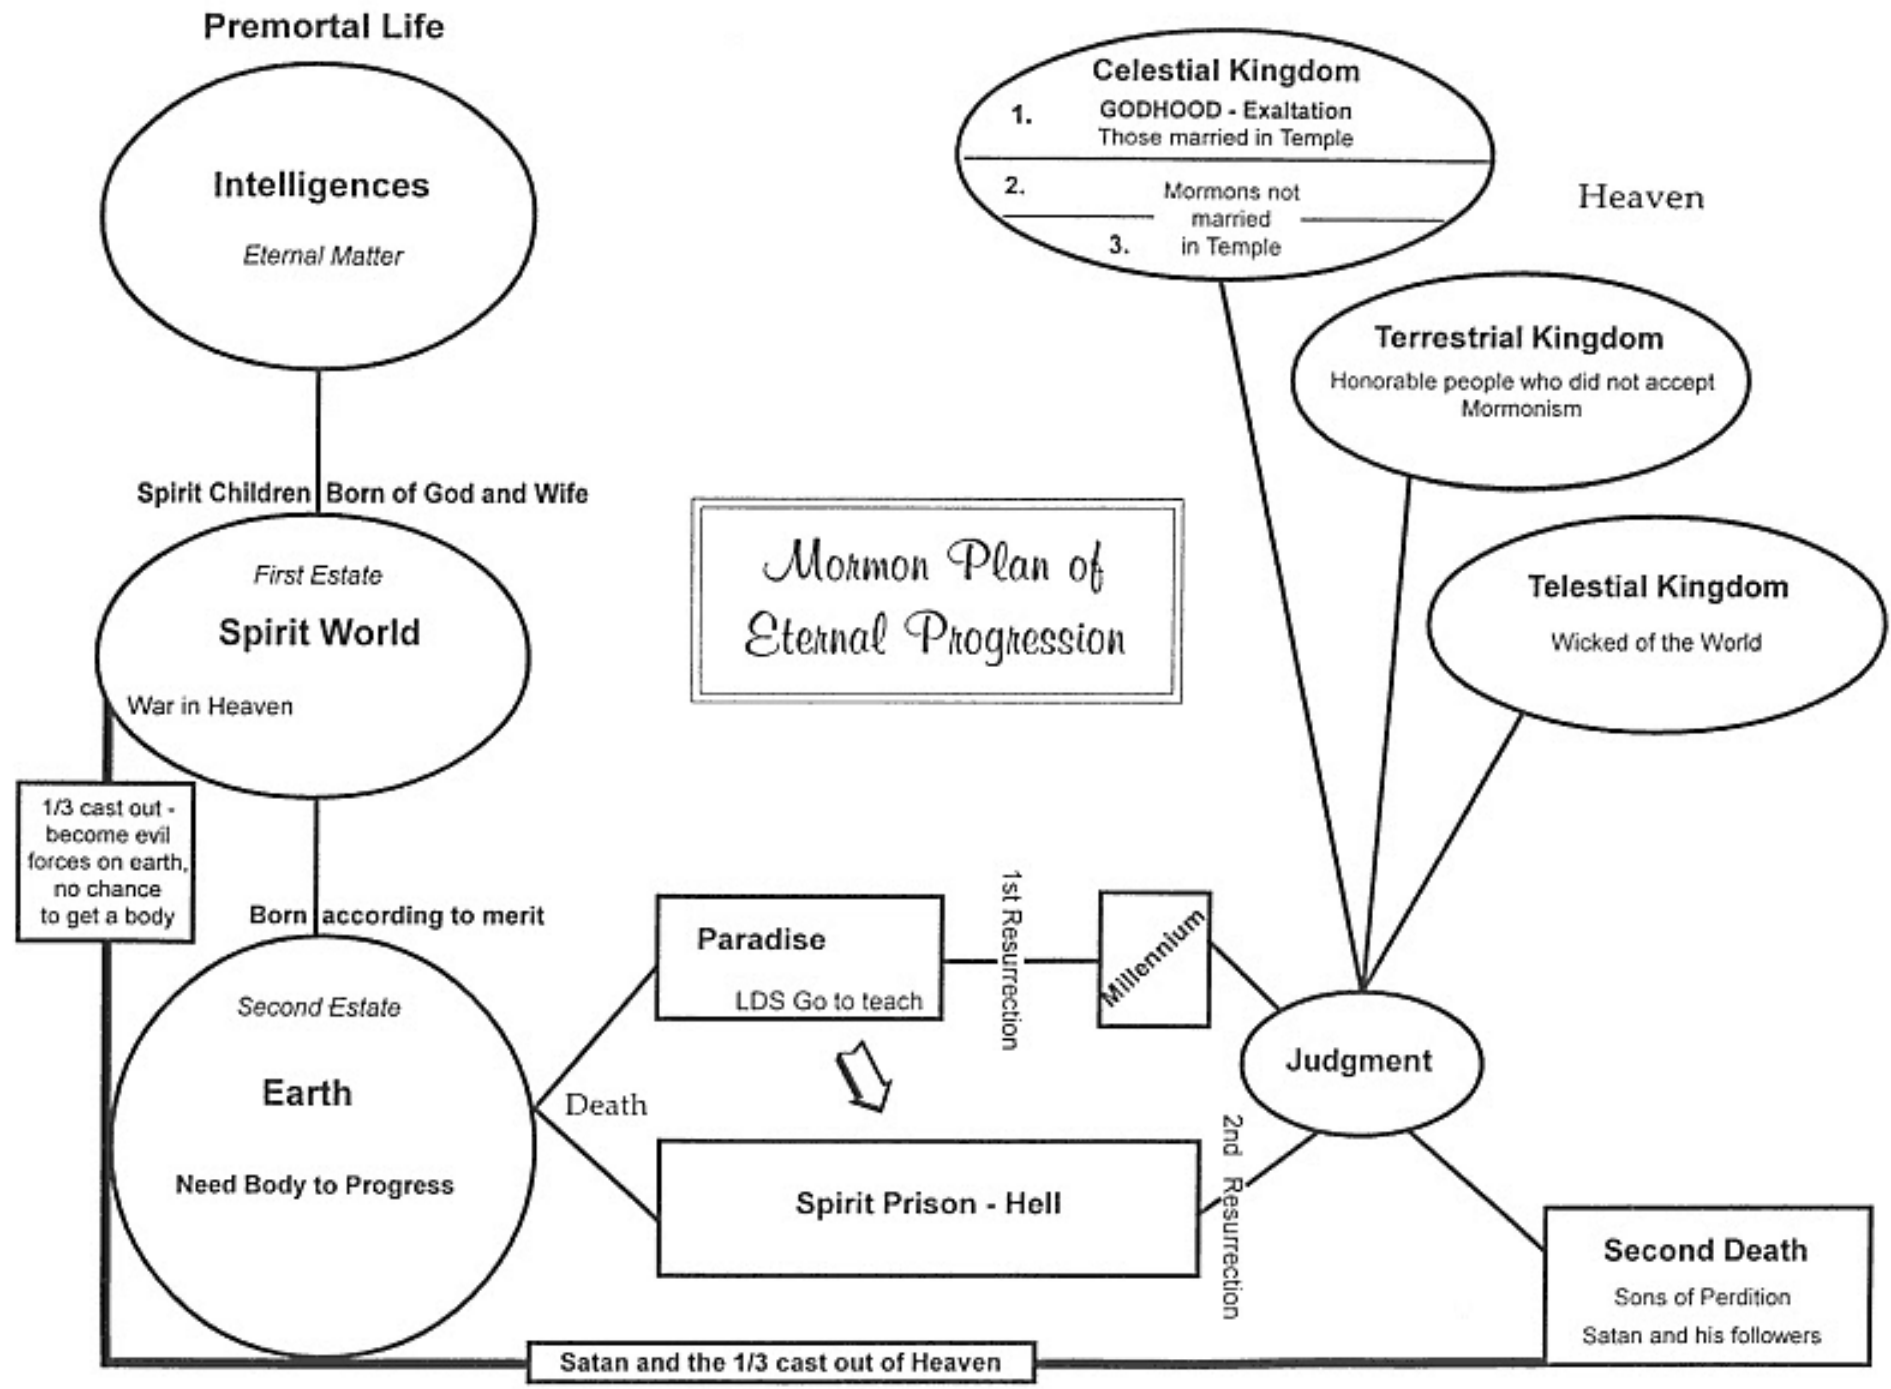 Premortal Life
Intelligences
Eternal Matter
Spirit Children Born of God and Wife
First Estate
Spirit World
War in Heaven
1/3 cast out -
become evil
forces on earth,
no chance
to get a body
Born according to merit
Second Estate
Earth
Need Body to Progress
Mormon Plan of
Eternal Progression
Death
Paradise
LDS Go to teach
Spirit Prison - Hell
1st Resurrection
Millennium
2nd Resurrection
Judgment
Celestial Kingdom
1. GODHOOD - Exaltation
Those married in Temple
2. Mormons not
married
3. in Temple
Heaven
Terrestrial Kingdom
Honorable people who did not accept
Mormonism
Telestial Kingdom
Wicked of the World
Second Death
Sons of Perdition
Satan and his followers
Satan and the 1/3 cast out of Heaven